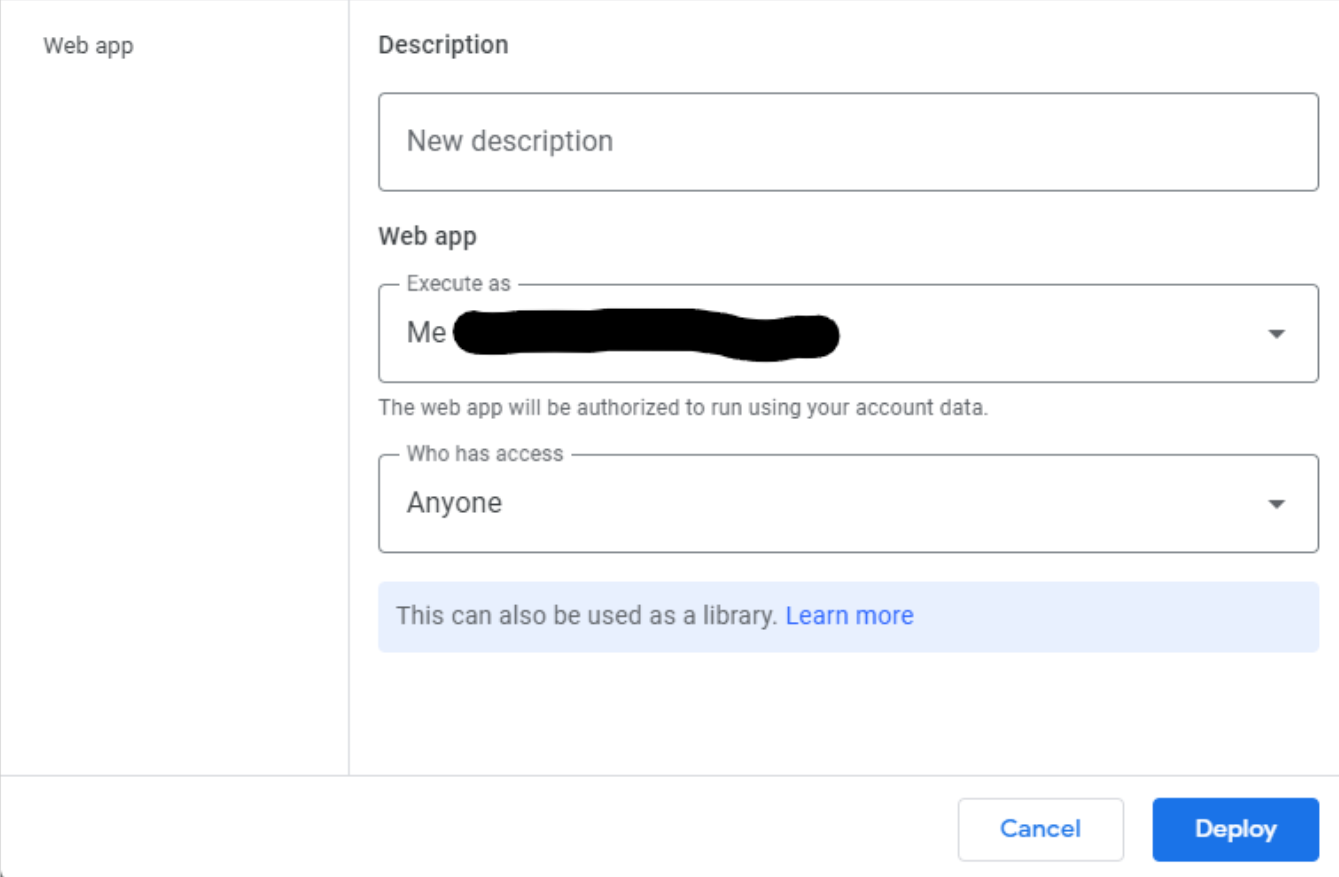 Web app
Description
New description
Web app
Execute as
Me
The web app will be authorized to run using your account data.
Who has access
Anyone
This can also be used as a library. Learn more
Cancel
Deploy